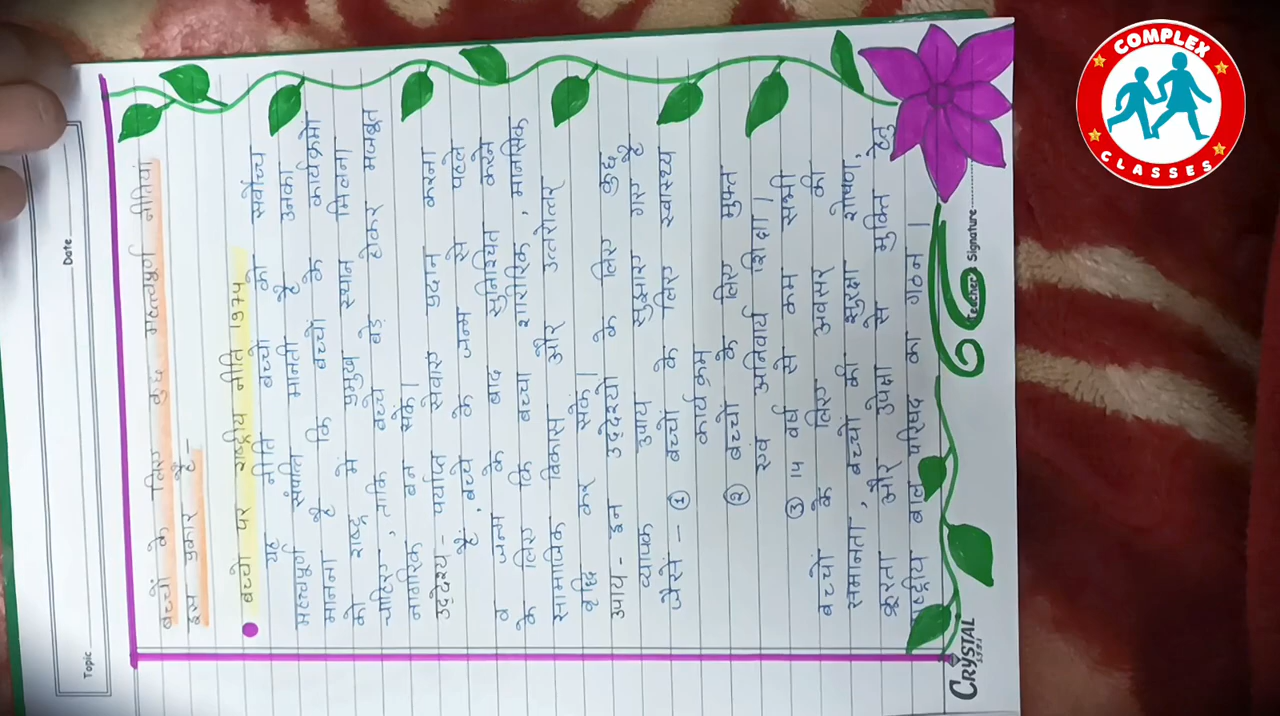 Topic
Date
बच्चों के लिए कुछ महत्वपूर्ण नीतियां
इस प्रकार है -
बच्चों पर राष्ट्रीय नीति 1974
यह नीति बच्चों को सर्वोच्च
महत्वपूर्ण संपत्ति मानती है उनका
मानना है कि बच्चों के कार्यक्रमों
को राष्ट्र में प्रमुख स्थान मिलना
चाहिए, ताकि बच्चे बड़े होकर मजबूत
नागरिक बन सके।
उद्देश्य - पर्याप्त सेवाए प्रदान करना
है, बच्चे के जन्म से पहले
व जन्म के बाद सुनिश्चित करने
के लिए कि बच्चा शारीरिक, मानसिक
सामाजिक विकास और उत्तरोत्तर
वृद्धि कर सके।
उपाय - इन उद्देश्यो के लिए कुछ
व्यापक उपाय सुझाए गए है
जैसे - ① बच्चों के लिए स्वास्थ्य
कार्यक्रम
② बच्चों के लिए मुफ्त
एवं अनिवार्य शिक्षा।
③ 14 वर्ष से कम सभी
बच्चों के लिए अवसर की
समानता, बच्चों की सुरक्षा शोषण,
क्रूरता और उपेक्षा से मुक्ति हेतु
राष्ट्रीय बाल परिषद का गठन।
CRYSTAL
Teacher's Signature
COMPLEX
CLASSES